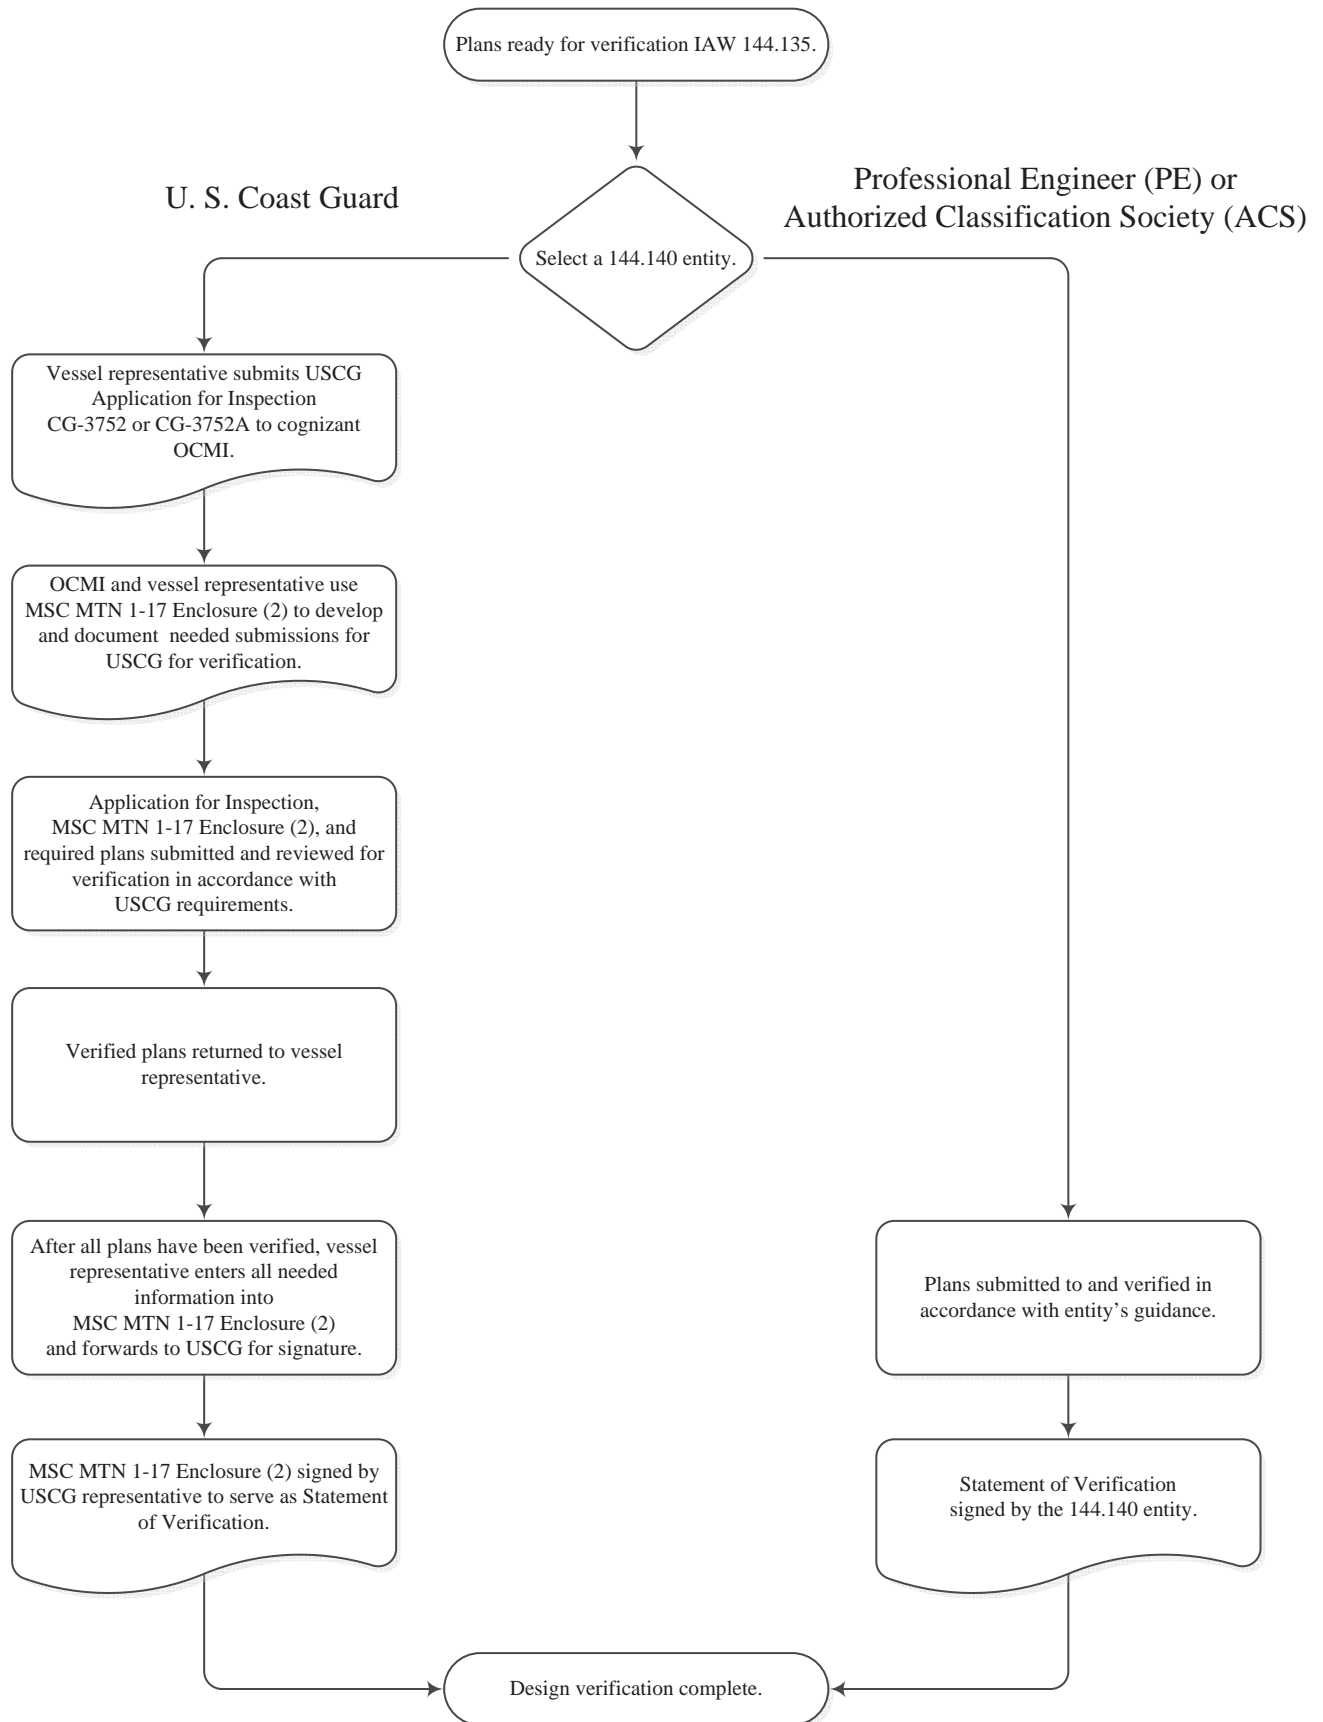 Plans ready for verification IAW 144.135.
U. S. Coast Guard
Professional Engineer (PE) or
Authorized Classification Society (ACS)
Select a 144.140 entity.
Vessel representative submits USCG
Application for Inspection
CG-3752 or CG-3752A to cognizant
OCMI.
OCMI and vessel representative use
MSC MTN 1-17 Enclosure (2) to develop
and document needed submissions for
USCG for verification.
Application for Inspection,
MSC MTN 1-17 Enclosure (2), and
required plans submitted and reviewed for
verification in accordance with
USCG requirements.
Verified plans returned to vessel
representative.
After all plans have been verified, vessel
representative enters all needed
information into
MSC MTN 1-17 Enclosure (2)
and forwards to USCG for signature.
Plans submitted to and verified in
accordance with entity’s guidance.
MSC MTN 1-17 Enclosure (2) signed by
USCG representative to serve as Statement
of Verification.
Statement of Verification
signed by the 144.140 entity.
Design verification complete.